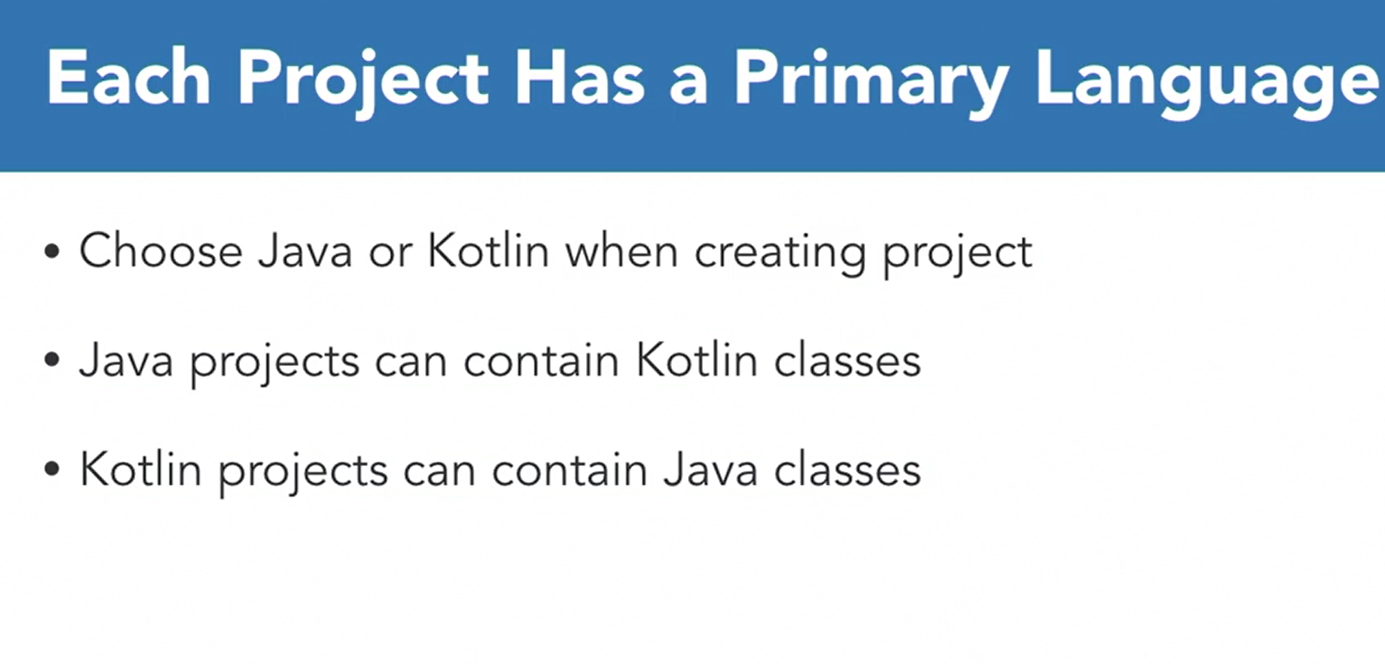 Each Project Has a Primary Language
• Choose Java or Kotlin when creating project
• Java projects can contain Kotlin classes
• Kotlin projects can contain Java classes